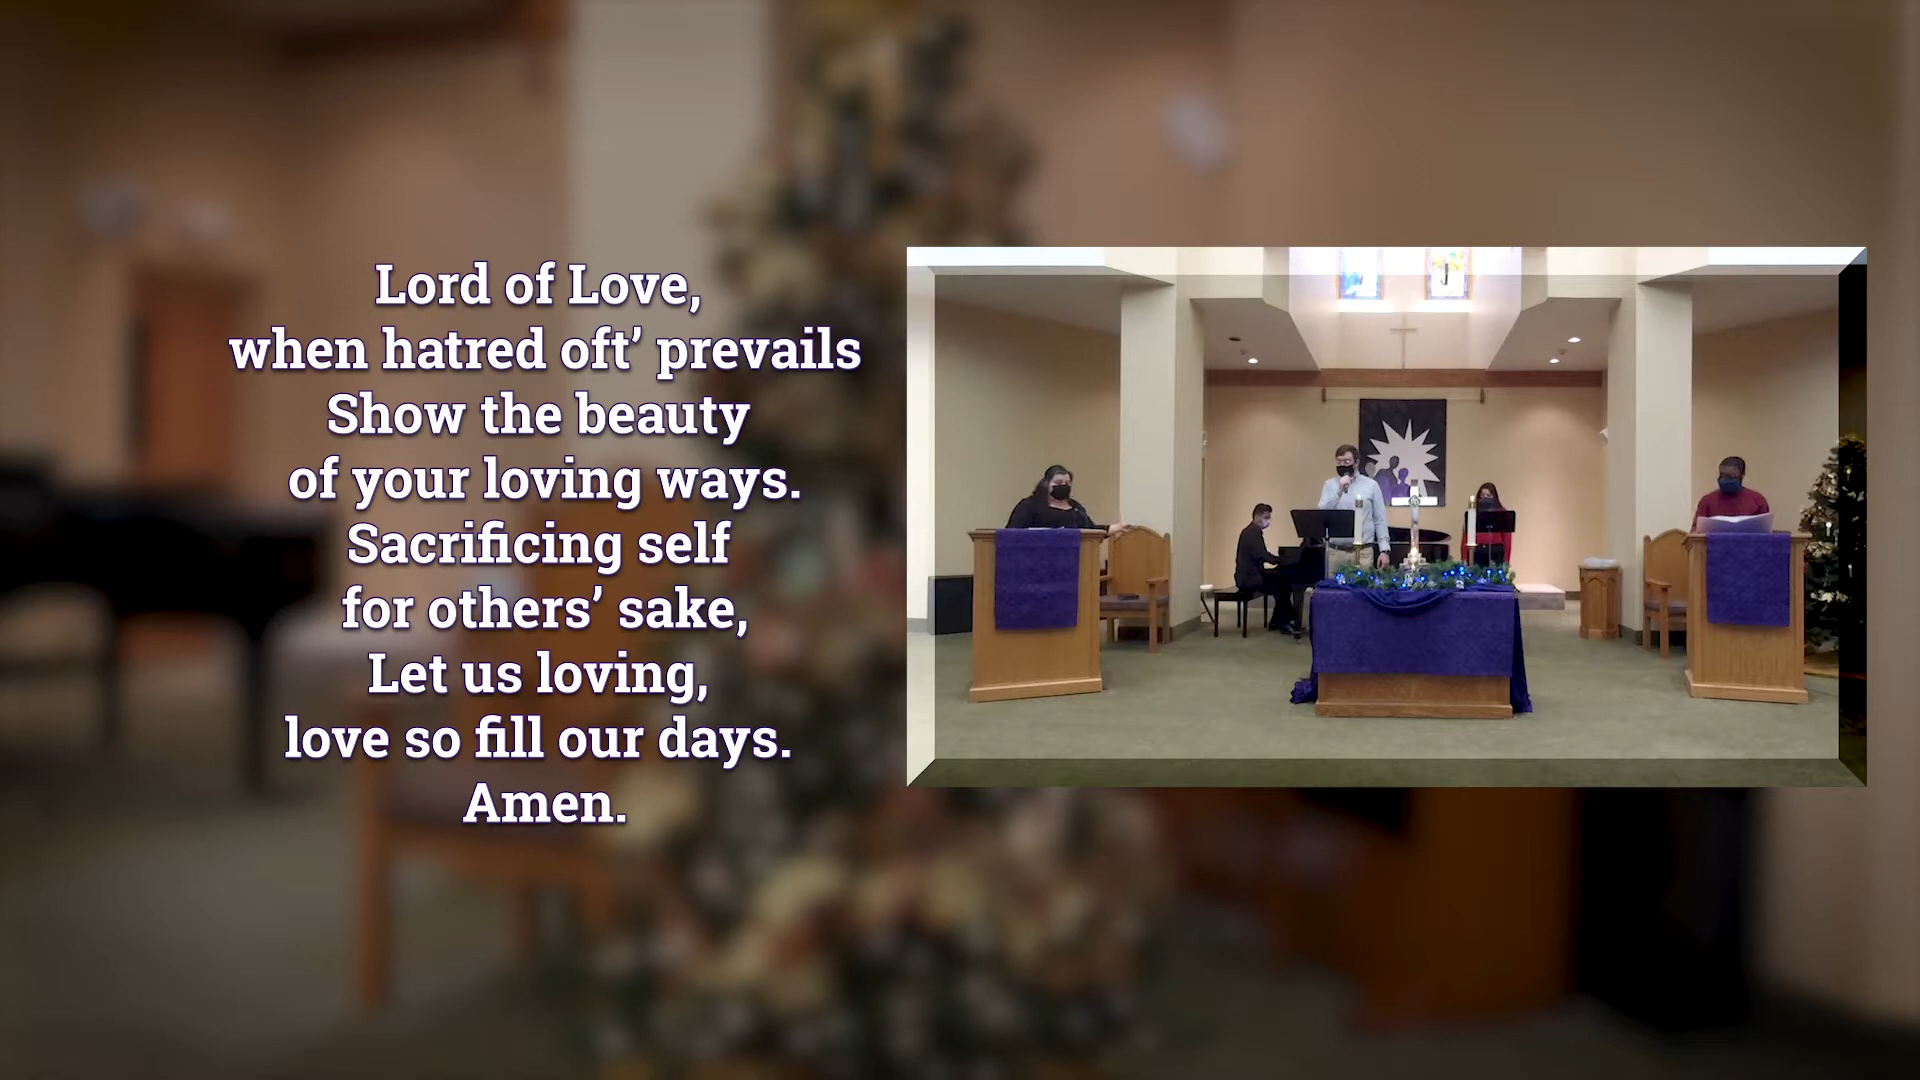 Lord of Love,
when hatred oft’ prevails
Show the beauty
of your loving ways.
Sacrificing self
for others’ sake,
Let us loving,
love so fill our days.
Amen.